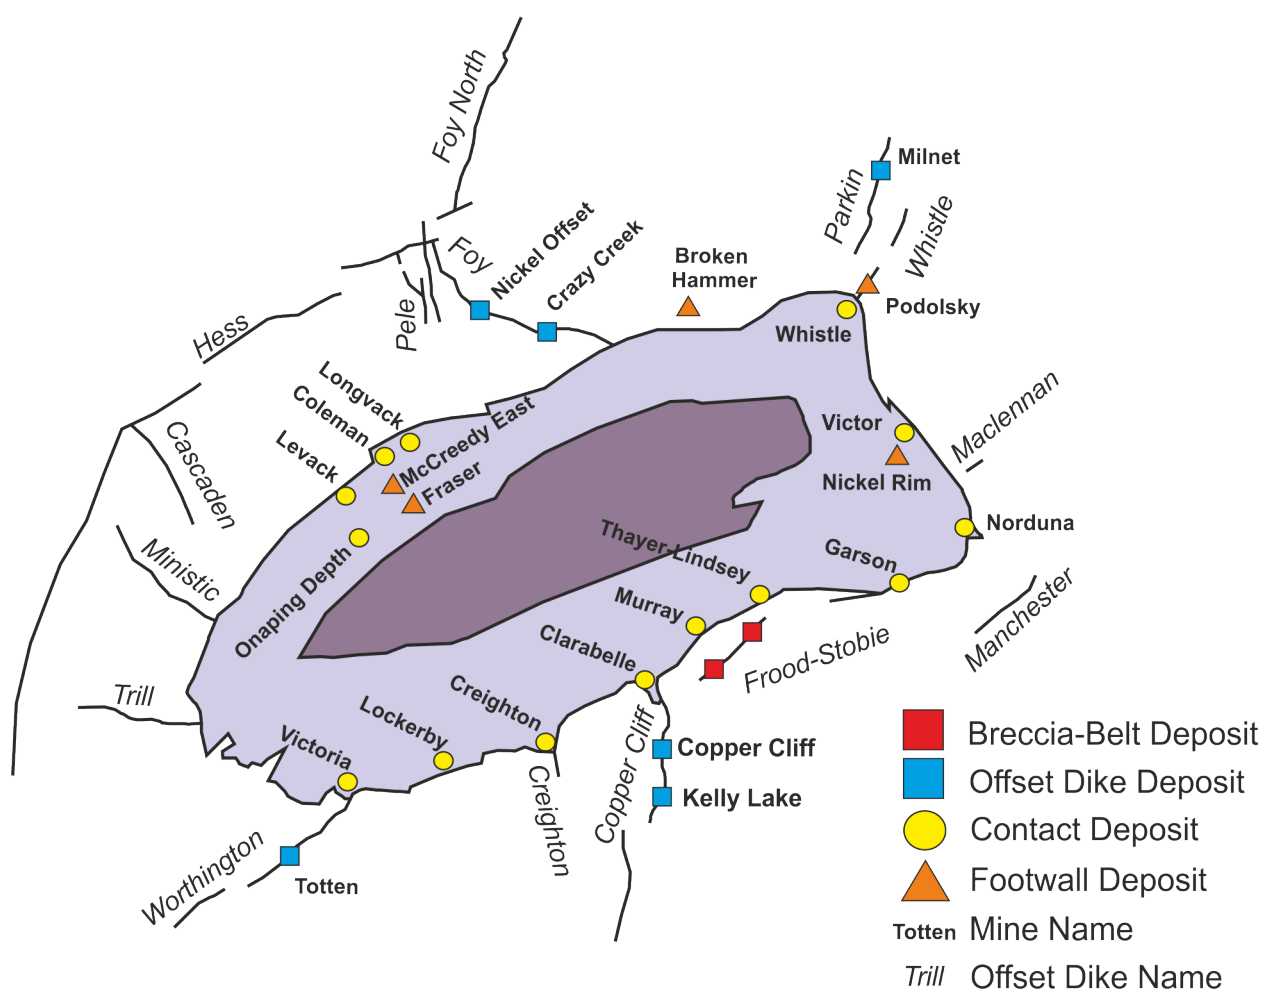 Foy North
Milnet
Parkin
Whistle
Nickel Offset
Foy
Crazy Creek
Broken
Hammer
Podolsky
Pele
Hess
Whistle
Longvack
Coleman
McCreedy East
Victor
Maclennan
Levack
Fraser
Nickel Rim
Cascaden
Norduna
Thayer-Lindsey
Garson
Ministic
Onaping Depth
Murray
Manchester
Clarabelle
Frood-Stobie
Trill
Creighton
Lockerby
Victoria
Copper Cliff
Copper Cliff
Kelly Lake
Creighton
Worthington
Totten
Breccia-Belt Deposit
Offset Dike Deposit
Contact Deposit
Footwall Deposit
Totten Mine Name
Trill Offset Dike Name